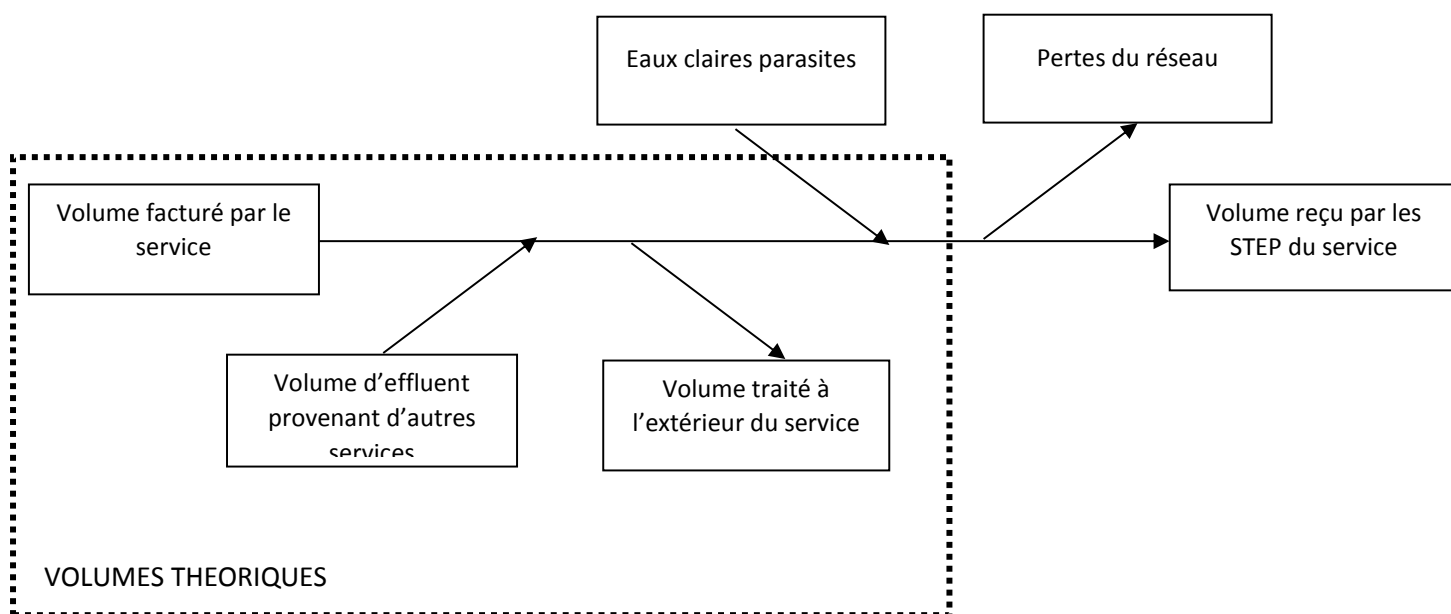 Eaux claires parasites
Pertes du réseau
Volume facturé par le
service
Volume reçu par les
STEP du service
Volume d’effluent
provenant d’autres
services
Volume traité à
l’extérieur du service
VOLUMES THEORIQUES